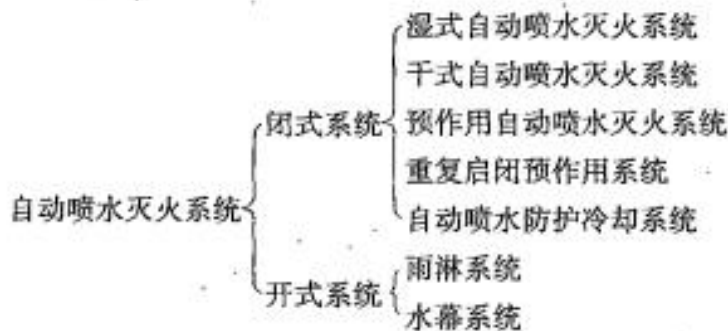 湿式自动喷水灭火系统
干式自动喷水灭火系统
闭式系统
预作用自动喷水灭火系统
重复启闭预作用系统
自动喷水灭火系统
自动喷水防护冷却系统
雨淋系统
开式系统
水幕系统